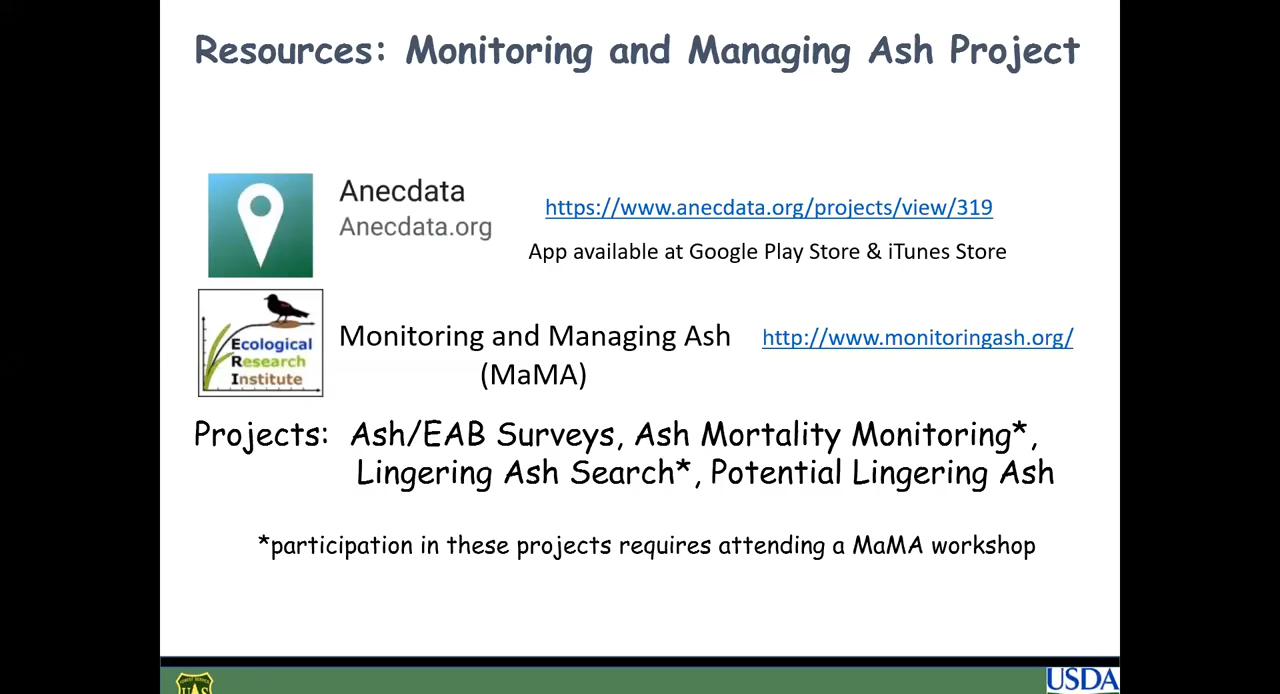 Resources: Monitoring and Managing Ash Project
Anecdata
Anecdata.org
https://www.anecdata.org/projects/view/319
App available at Google Play Store & iTunes Store
Ecological
Research
Institute
Monitoring and Managing Ash
(MaMA)
http://www.monitoringash.org/
Projects: Ash/EAB Surveys, Ash Mortality Monitoring*,
Lingering Ash Search*, Potential Lingering Ash
*participation in these projects requires attending a MaMA workshop
FOREST SERVICE
UAS
USDA